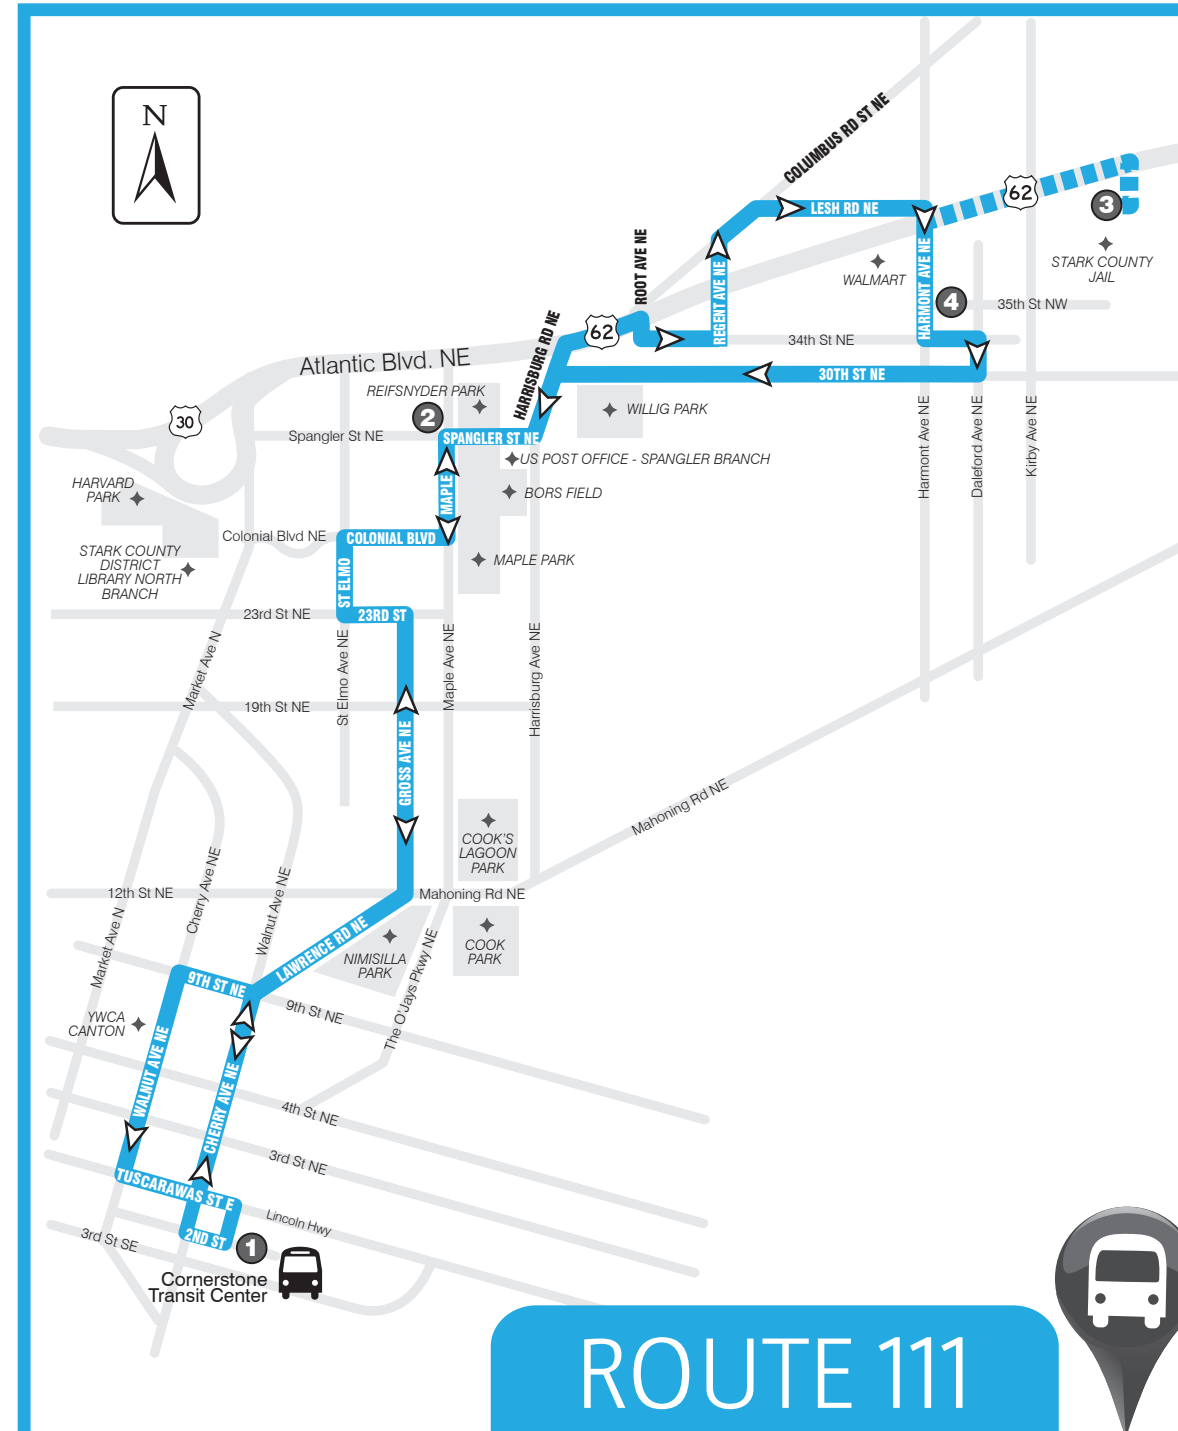 N
COLUMBUS RD ST NE
LESH RD NE
62
3
STARK COUNTY
JAIL
ROOT AVE NE
WALMART
REGENT AVE NE
HARMONT AVE NE
4
35th St NW
62
34th St NE
HARRISBURG RD NE
Atlantic Blvd. NE
30TH ST NE
REIFSNYDER PARK
2
WILLIG PARK
30
Spangler St NE
SPANGLER ST NE
US POST OFFICE - SPANGLER BRANCH
Harmont Ave NE
Daleford Ave NE
Kirby Ave NE
HARVARD
PARK
MAPLE
BORS FIELD
Colonial Blvd NE
COLONIAL BLVD
STARK COUNTY
DISTRICT
LIBRARY NORTH
BRANCH
MAPLE PARK
ST ELMO
23rd St NE
23RD ST
Market Ave N
St Elmo Ave NE
Maple Ave NE
Harrisburg Ave NE
19th St NE
GROSS AVE NE
Mahoning Rd NE
COOK'S
LAGOON
PARK
Cherry Ave NE
Walnut Ave NE
12th St NE
Mahoning Rd NE
Market Ave N
LAWRENCE RD NE
NIMISILLA
PARK
COOK
PARK
The O'Jays Pkwy NE
9TH ST NE
9th St NE
YWCA
CANTON
WALNUT AVE NE
CHERRY AVE NE
4th St NE
3rd St NE
TUSCARAWAS ST E
Lincoln Hwy
2ND ST
3rd St SE
1
Cornerstone
Transit Center
ROUTE 111